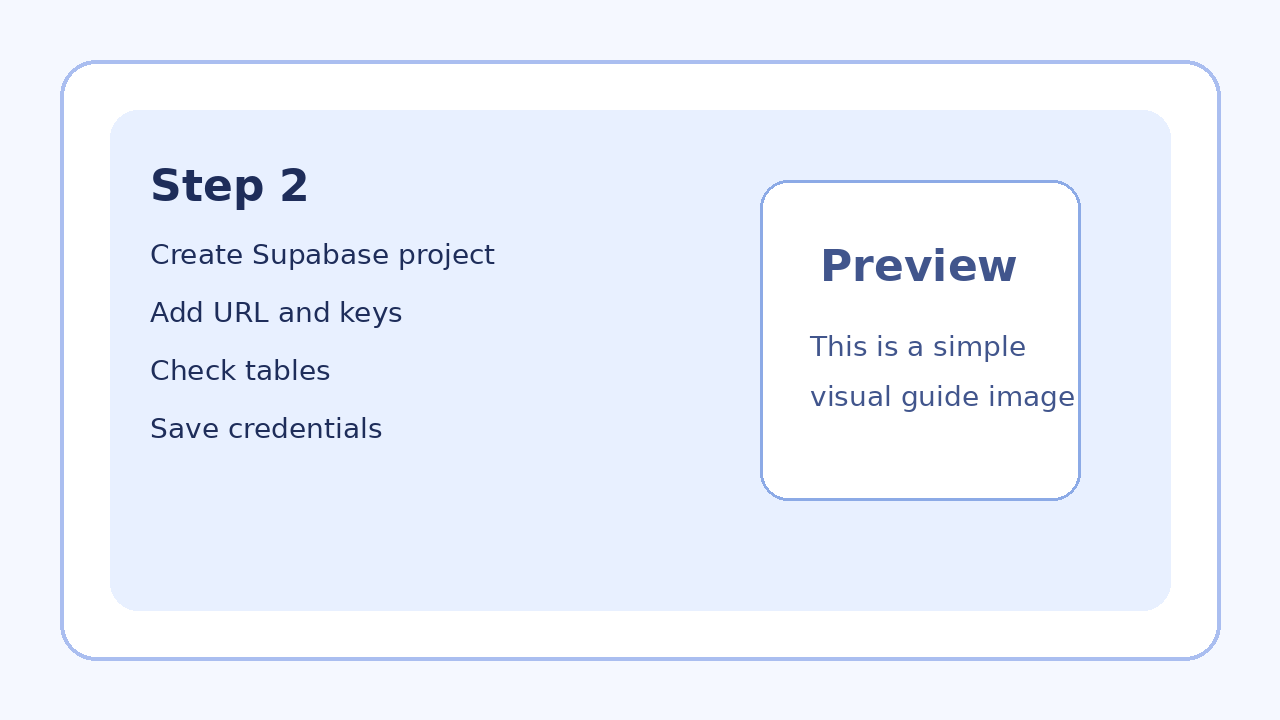 Step 2
Create Supabase project
Add URL and keys
Check tables
Save credentials
Preview
This is a simple
visual guide image